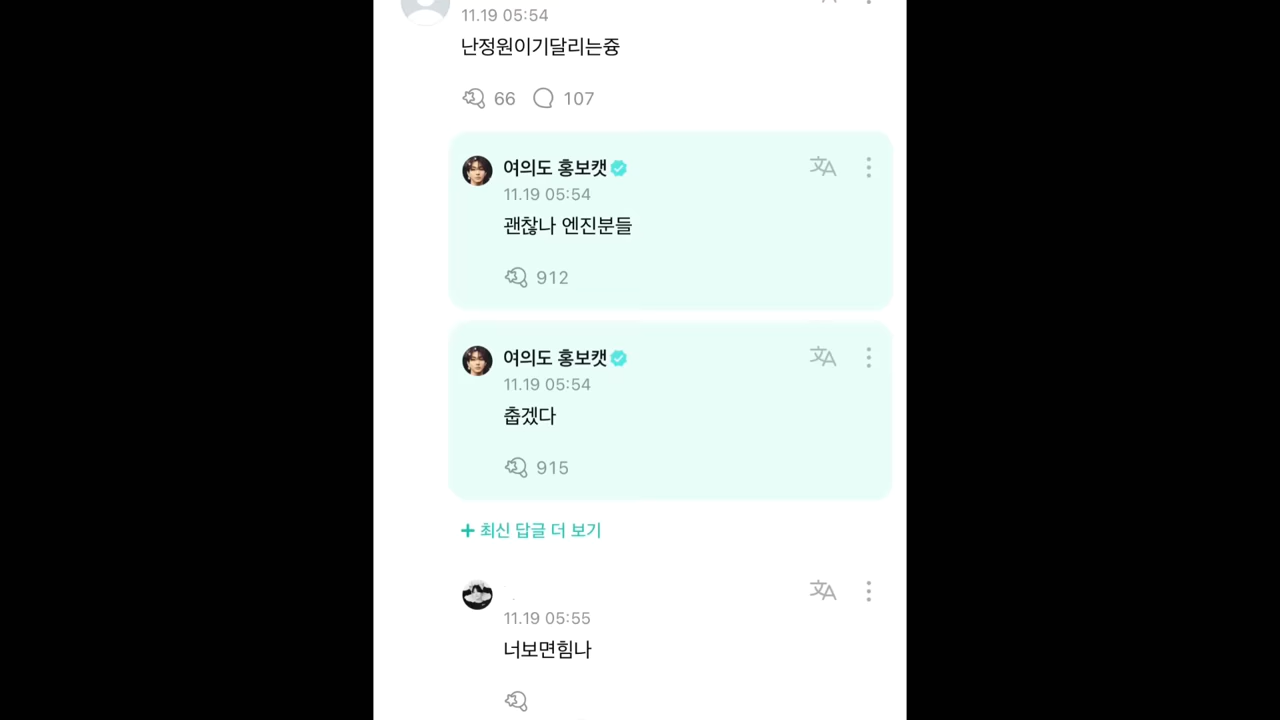 11.19 05:54
난정원이기달리는즁
66 107
여의도 홍보캣
11.19 05:54
괜찮나 엔진분들
912
여의도 홍보캣
11.19 05:54
춥겠다
915
+ 최신 답글 더 보기
11.19 05:55
너보면힘나